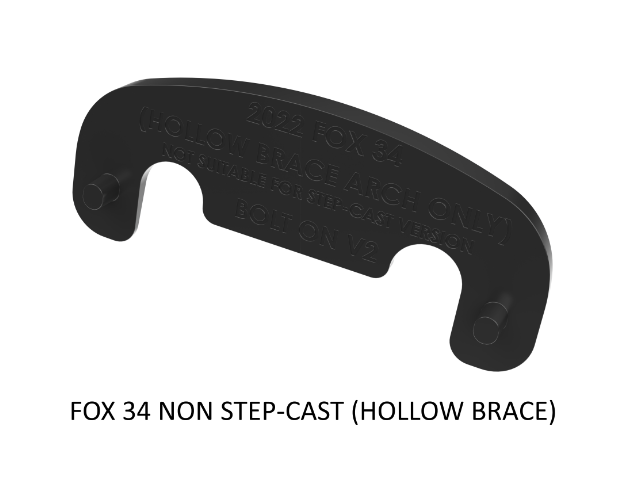 2022 FOX 34
(HOLLOW BRACE ARCH ONLY)
NOT SUITABLE FOR STEP-CAST VERSION
BOLT ON V2
FOX 34 NON STEP-CAST (HOLLOW BRACE)